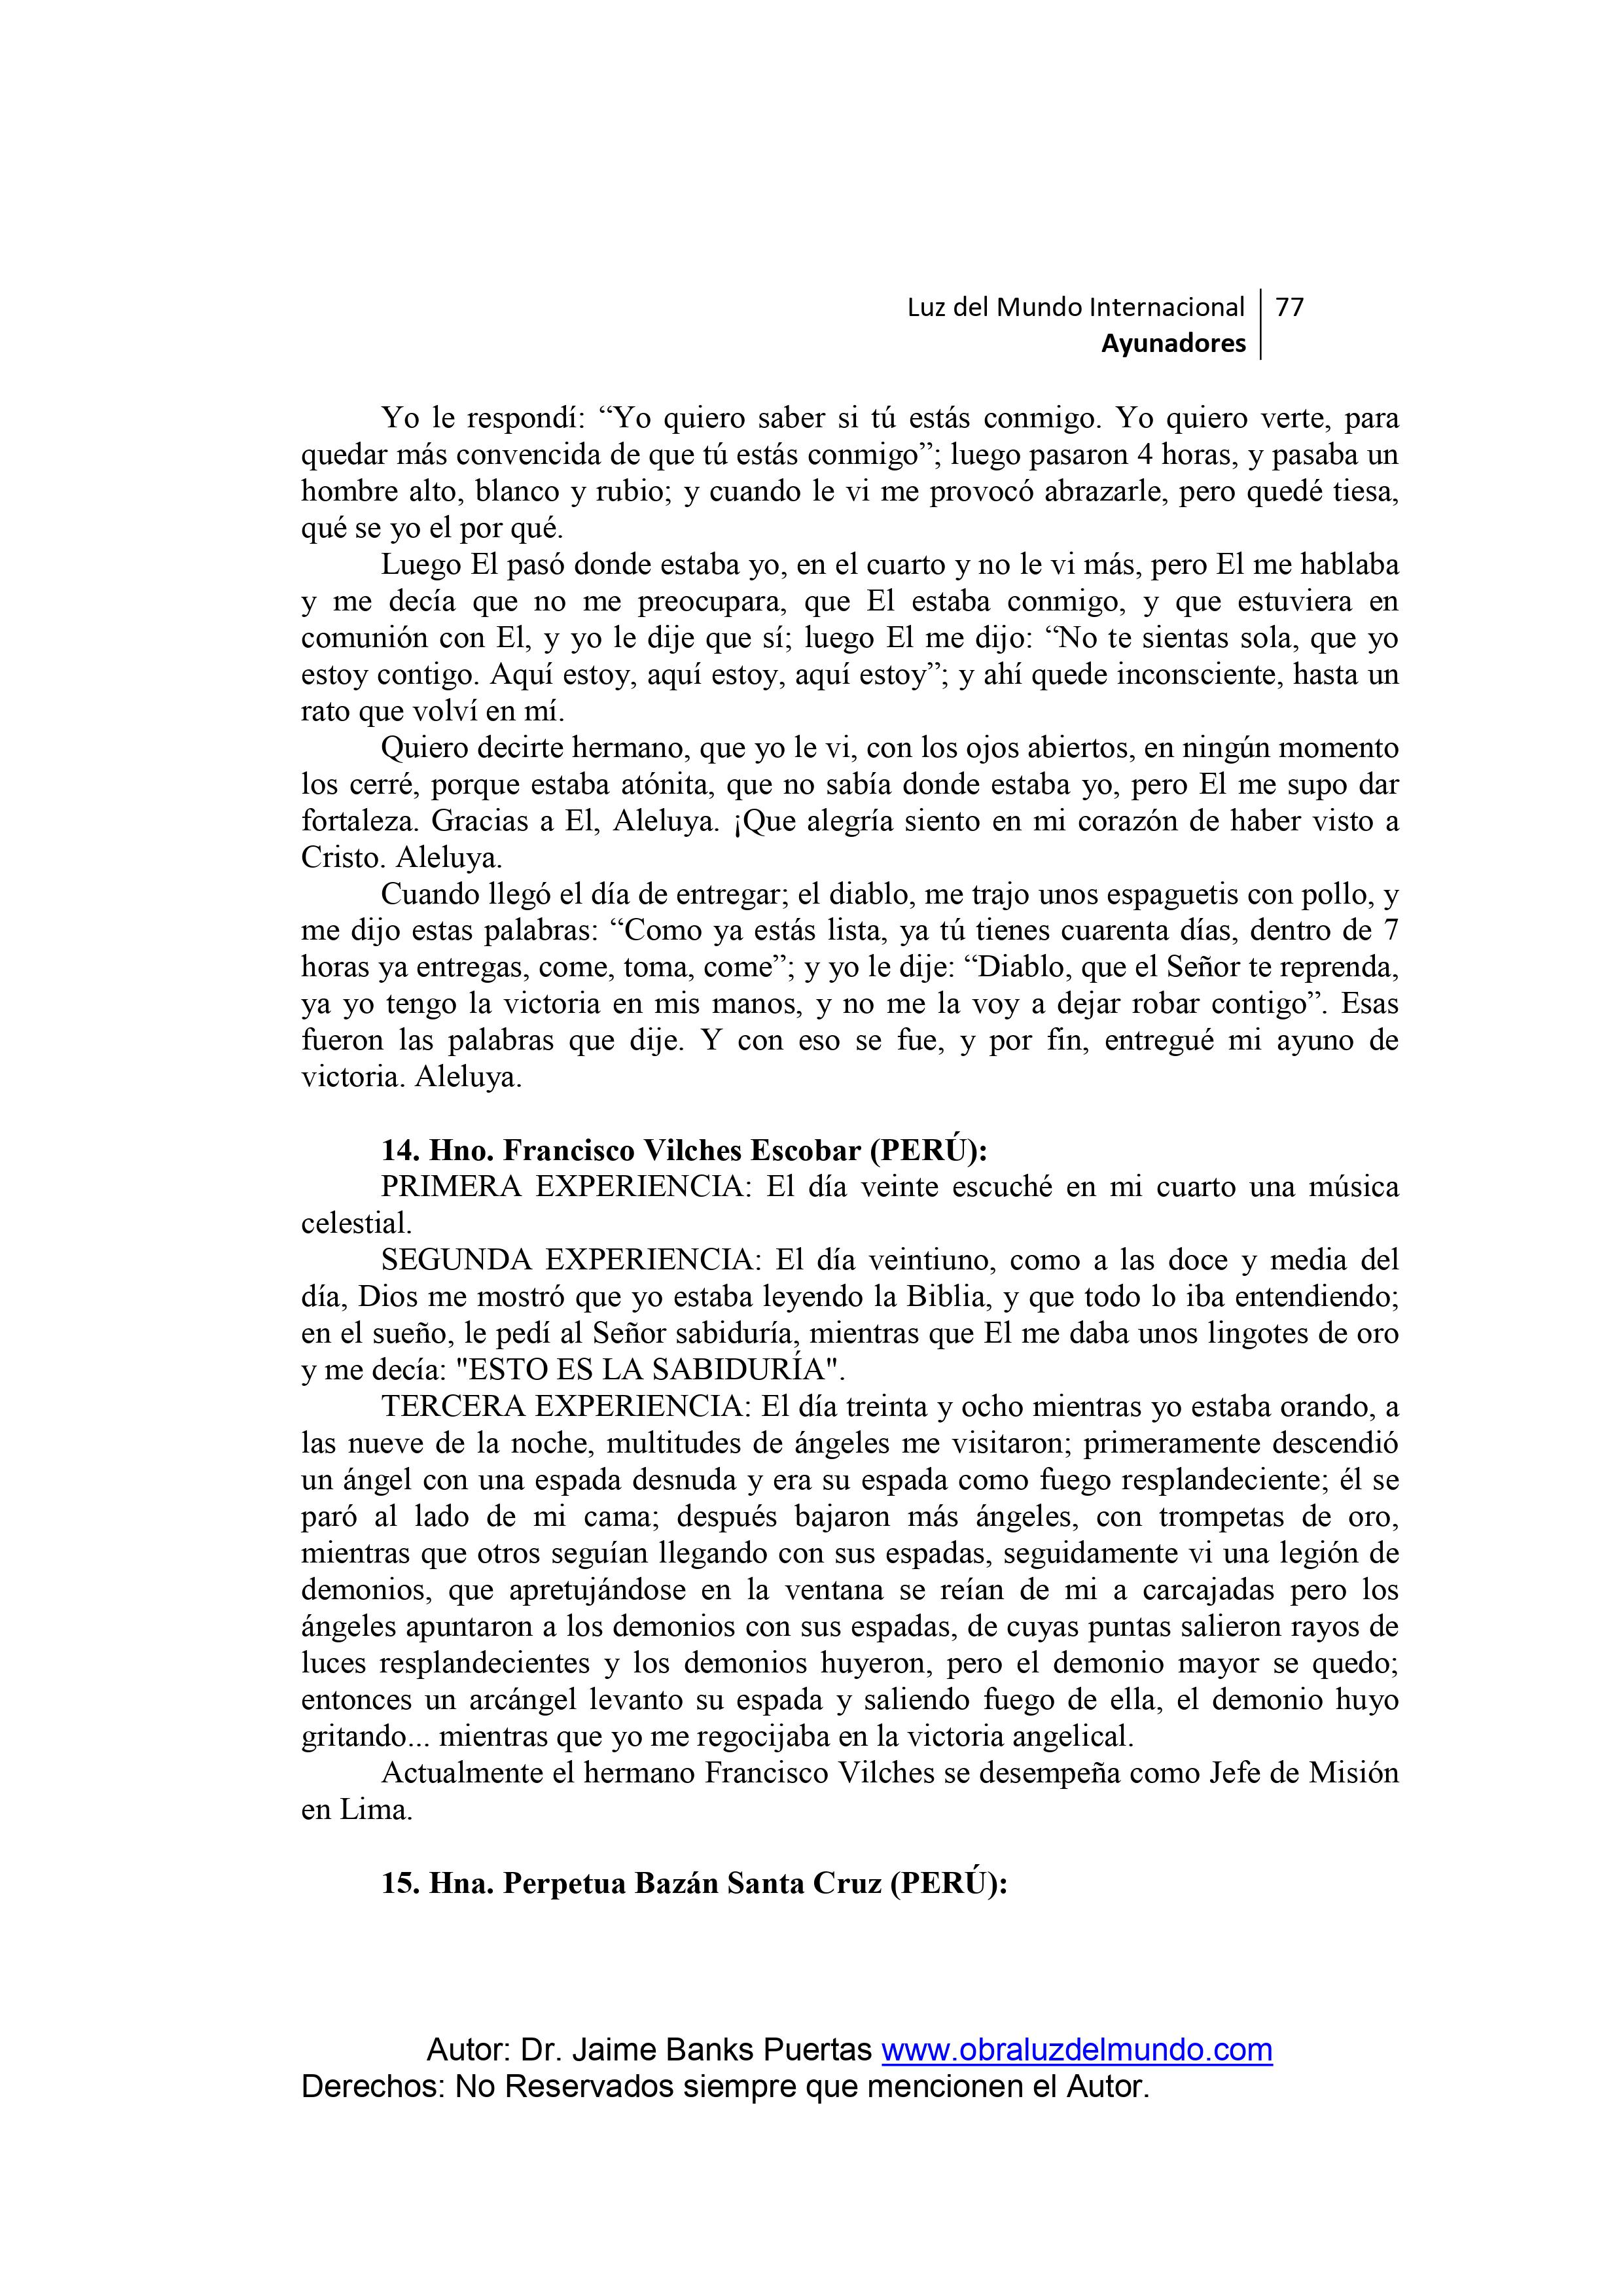 Luz del Mundo Internacional 77
Ayunadores
Yo le respondí: “Yo quiero saber si tú estás conmigo. Yo quiero verte, para
quedar más convencida de que tú estás conmigo”; luego pasaron 4 horas, y pasaba un
hombre alto, blanco y rubio; y cuando le vi me provocó abrazarle, pero quedé tiesa,
qué se yo el por qué.
Luego El pasó donde estaba yo, en el cuarto y no le vi más, pero El me hablaba
y me decía que no me preocupara, que El estaba conmigo, y que estuviera en
comunión con El, y yo le dije que sí; luego El me dijo: “No te sientas sola, que yo
estoy contigo. Aquí estoy, aquí estoy, aquí estoy”; y ahí quede inconsciente, hasta un
rato que volví en mí.
Quiero decirte hermano, que yo le vi, con los ojos abiertos, en ningún momento
los cerré, porque estaba atónita, que no sabía donde estaba yo, pero El me supo dar
fortaleza. Gracias a El, Aleluya. ¡Que alegría siento en mi corazón de haber visto a
Cristo. Aleluya.
Cuando llegó el día de entregar; el diablo, me trajo unos espaguetis con pollo, y
me dijo estas palabras: “Como ya estás lista, ya tú tienes cuarenta días, dentro de 7
horas ya entregas, come, toma, come”; y yo le dije: “Diablo, que el Señor te reprenda,
ya yo tengo la victoria en mis manos, y no me la voy a dejar robar contigo”. Esas
fueron las palabras que dije. Y con eso se fue, y por fin, entregué mi ayuno de
victoria. Aleluya.
14. Hno. Francisco Vilches Escobar (PERÚ):
PRIMERA EXPERIENCIA: El día veinte escuché en mi cuarto una música
celestial.
SEGUNDA EXPERIENCIA: El día veintiuno, como a las doce y media del
día, Dios me mostró que yo estaba leyendo la Biblia, y que todo lo iba entendiendo;
en el sueño, le pedí al Señor sabiduría, mientras que El me daba unos lingotes de oro
y me decía: "ESTO ES LA SABIDURÍA".
TERCERA EXPERIENCIA: El día treinta y ocho mientras yo estaba orando, a
las nueve de la noche, multitudes de ángeles me visitaron; primeramente descendió
un ángel con una espada desnuda y era su espada como fuego resplandeciente; él se
paró al lado de mi cama; después bajaron más ángeles, con trompetas de oro,
mientras que otros seguían llegando con sus espadas, seguidamente vi una legión de
demonios, que apretujándose en la ventana se reían de mi a carcajadas pero los
ángeles apuntaron a los demonios con sus espadas, de cuyas puntas salieron rayos de
luces resplandecientes y los demonios huyeron, pero el demonio mayor se quedo;
entonces un arcángel levanto su espada y saliendo fuego de ella, el demonio huyo
gritando... mientras que yo me regocijaba en la victoria angelical.
Actualmente el hermano Francisco Vilches se desempeña como Jefe de Misión
en Lima.
15. Hna. Perpetua Bazán Santa Cruz (PERÚ):
Autor: Dr. Jaime Banks Puertas www.obraluzdelmundo.com
Derechos: No Reservados siempre que mencionen el Autor.